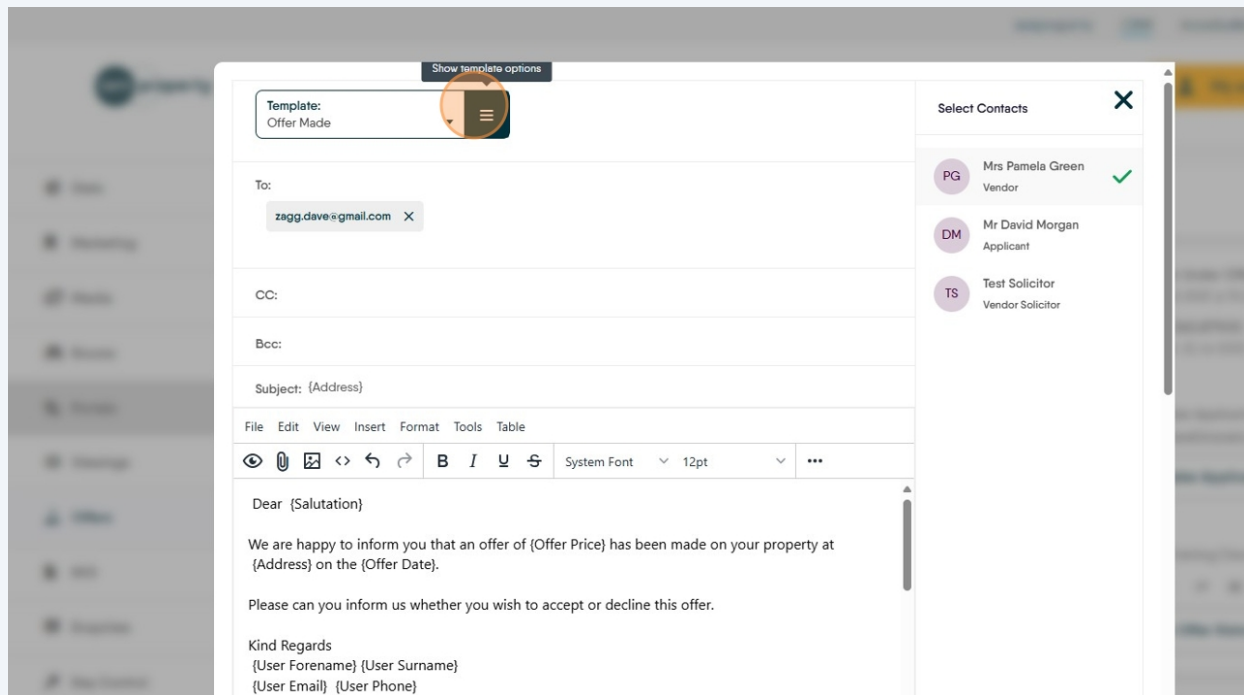 Show template options
Template:
Offer Made
Select Contacts
To:
zagg.dave@gmail.com
PG
Mrs Pamela Green
Vendor
DM
Mr David Morgan
Applicant
CC:
TS
Test Solicitor
Vendor Solicitor
Bcc:
Subject: {Address}
File Edit View Insert Format Tools Table
B I U S System Font 12pt
Dear {Salutation}
We are happy to inform you that an offer of {Offer Price} has been made on your property at
{Address} on the {Offer Date}.
Please can you inform us whether you wish to accept or decline this offer.
Kind Regards
{User Forename} {User Surname}
{User Email} {User Phone}